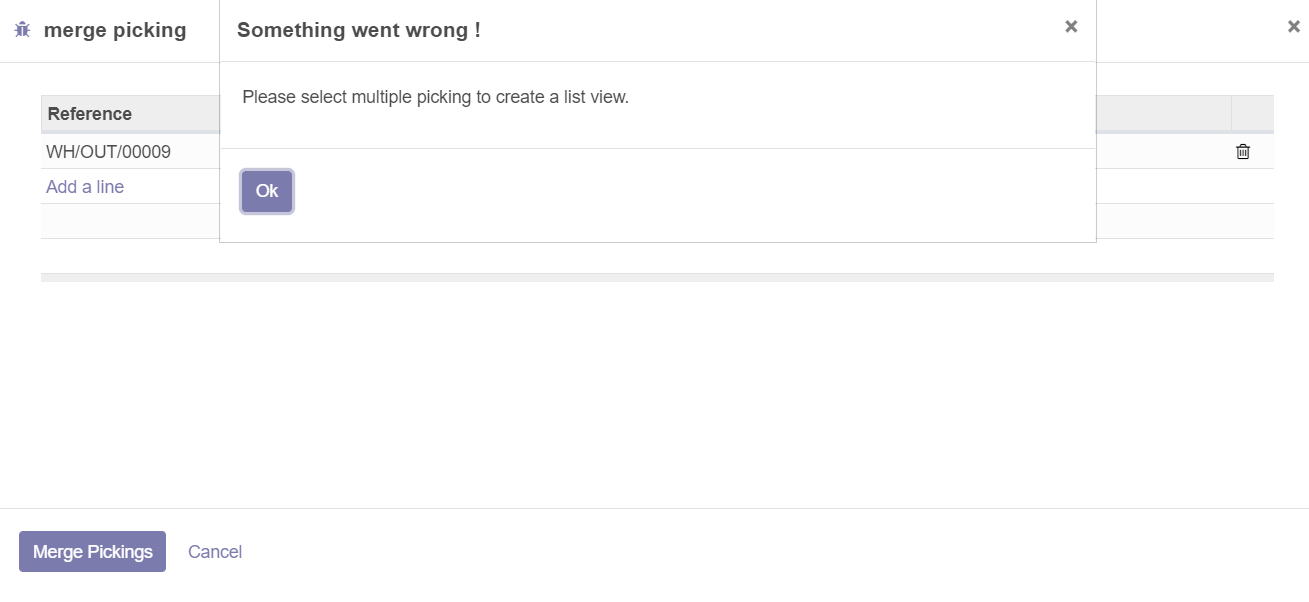 merge picking
Something went wrong !
Please select multiple picking to create a list view.
Ok
Reference
WH/OUT/00009
Add a line
Merge Pickings
Cancel